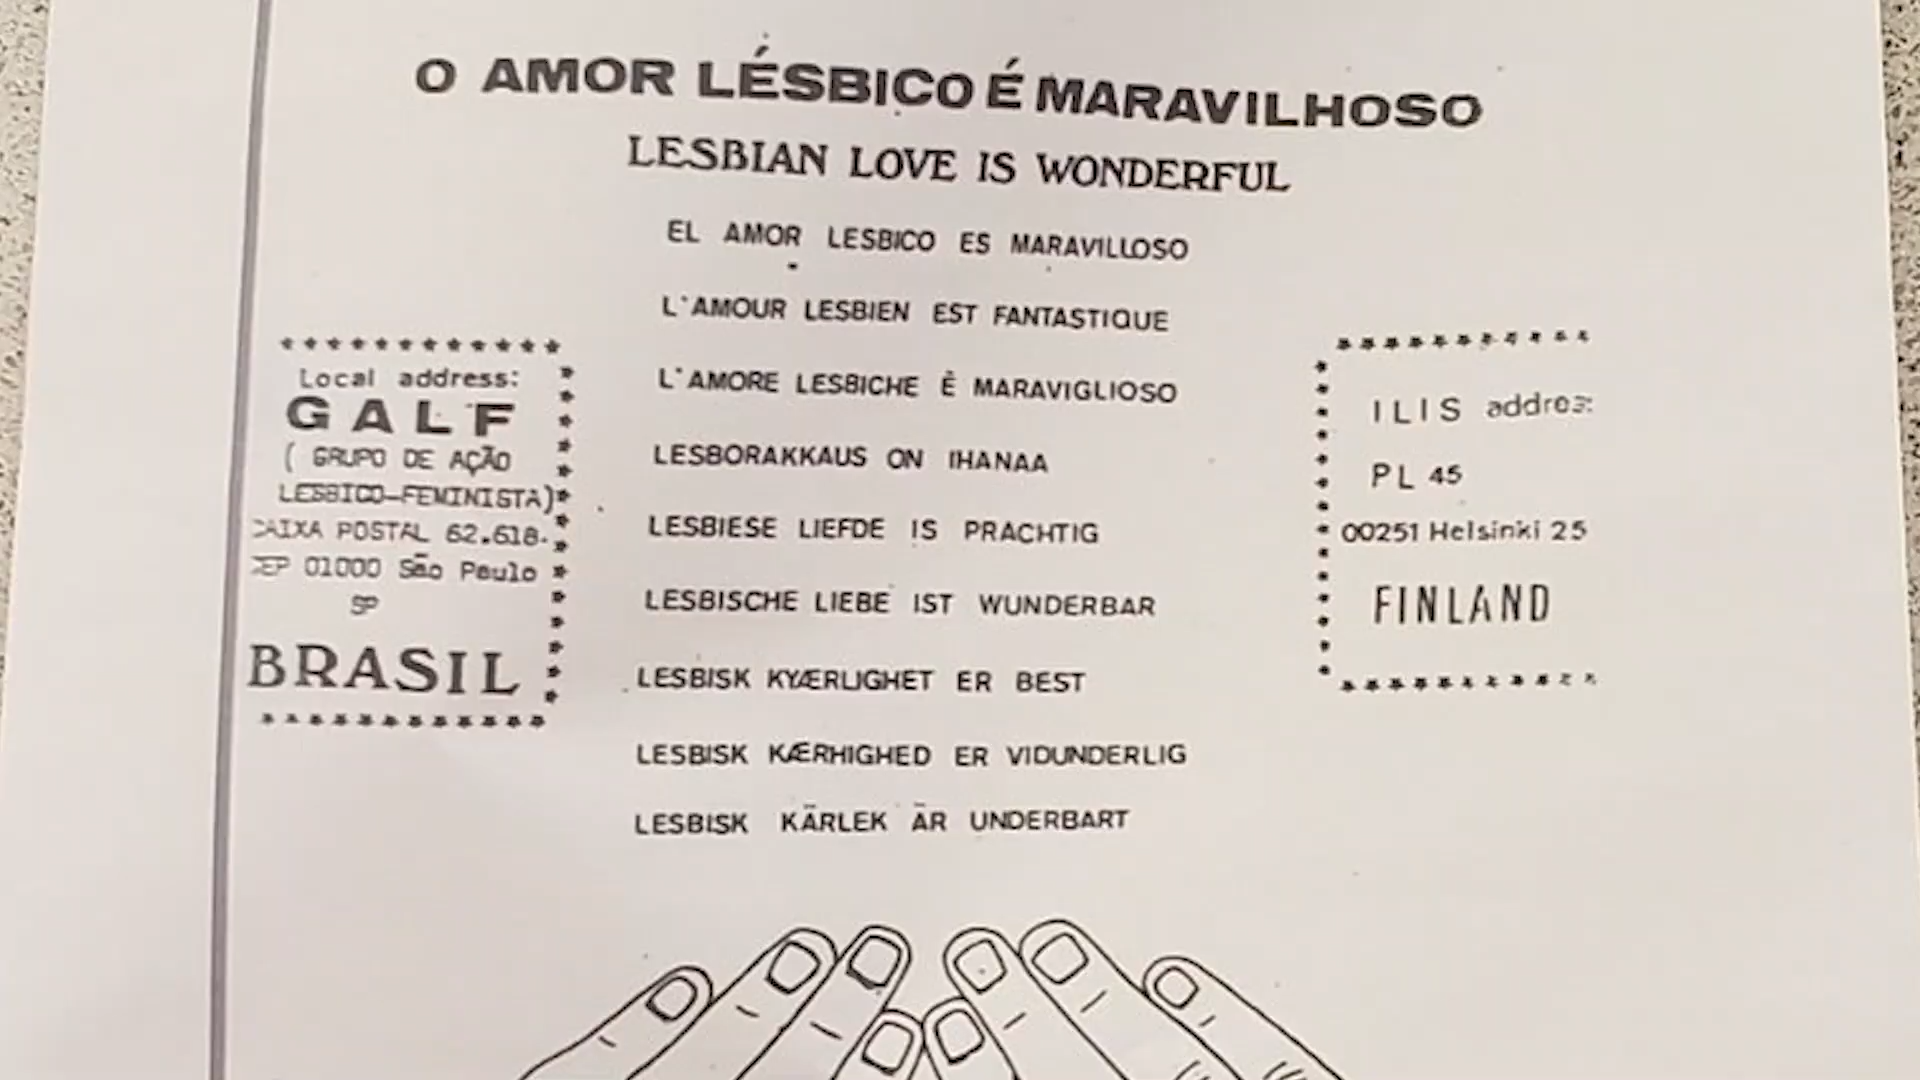 O AMOR LÉSBICO É MARAVILHOSO
LESBIAN LOVE IS WONDERFUL
EL AMOR LESBICO ES MARAVILLOSO
L'AMOUR LESBIEN EST FANTASTIQUE
L'AMORE LESBICHE È MARAVIGLIOSO
LESBORAKKAUS ON IHANAA
LESBIESE LIEFDE IS PRACHTIG
LESBISCHE LIEBE IST WUNDERBAR
LESBISK KYÆRLIGHET ER BEST
LESBISK KÆRHIGHED ER VIDUNDERLIG
LESBISK KÄRLEK ÄR UNDERBART
Local address:
GALF
( GRUPO DE AÇÃO
LESBICO-FEMINISTA)
CAIXA POSTAL 62.618.
CEP 01000 São Paulo
SP
BRASIL
ILIS addres:
PL 45
00251 Helsinki 25
FINLAND